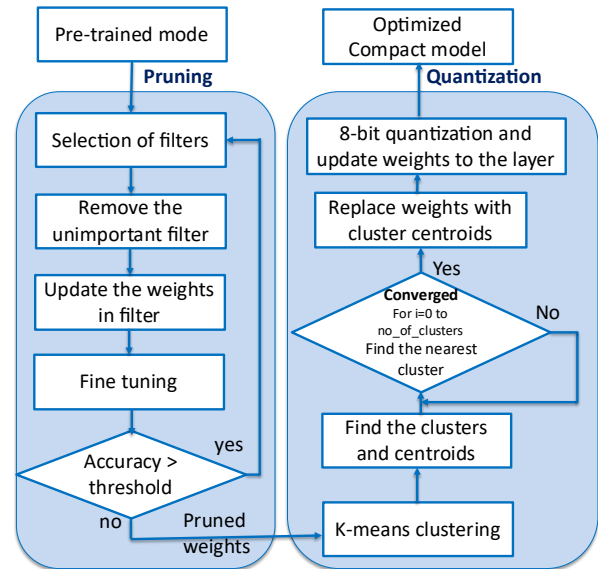 Pre-trained mode
Pruning
Selection of filters
Remove the
unimportant filter
Update the weights
in filter
Fine tuning
yes
Accuracy >
threshold
no
Pruned
weights
Optimized
Compact model
Quantization
8-bit quantization and
update weights to the layer
Replace weights with
cluster centroids
Yes
Converged
For i=0 to
no_of_clusters
Find the nearest
cluster
No
Find the clusters
and centroids
K-means clustering